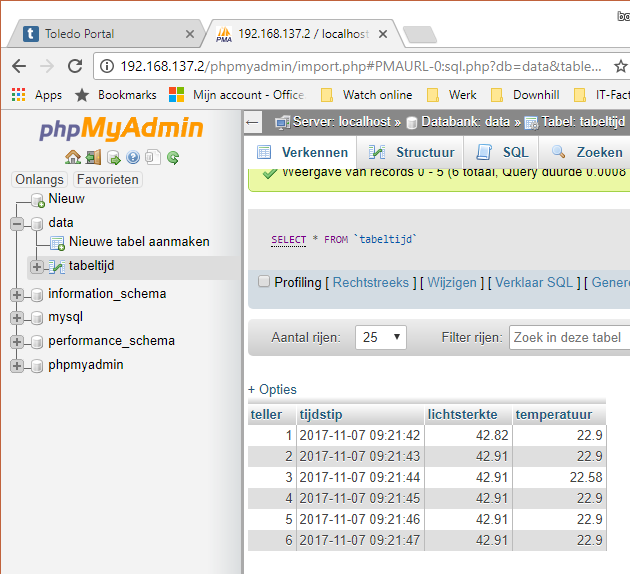 Toledo Portal
192.168.137.2 / localhost
192.168.137.2/phpmyadmin/import.php#PMAURL-0:sql.php?db=data&table...
Apps Bookmarks Mijn account - Office Watch online Werk Downhill IT-Fact
phpMyAdmin
Onlangs Favorieten
Nieuw
data
Nieuwe tabel aanmaken
tabeltijd
information_schema
mysql
performance_schema
phpmyadmin
Server: localhost » Databank: data » Tabel: tabeltijd
Verkennen Structuur SQL Zoeken
Weergave van records 0 - 5 (6 totaal, Query duurde 0.0008
SELECT * FROM `tabeltijd`
Profiling [ Rechtstreeks ] [ Wijzigen ] [ Verklaar SQL ] [ Genere
Aantal rijen: 25 Filter rijen: Zoek in deze tabel
+ Opties
teller tijdstip lichtsterkte temperatuur
1 2017-11-07 09:21:42 42.82 22.9
2 2017-11-07 09:21:43 42.91 22.9
3 2017-11-07 09:21:44 42.91 22.58
4 2017-11-07 09:21:45 42.91 22.9
5 2017-11-07 09:21:46 42.91 22.9
6 2017-11-07 09:21:47 42.91 22.9